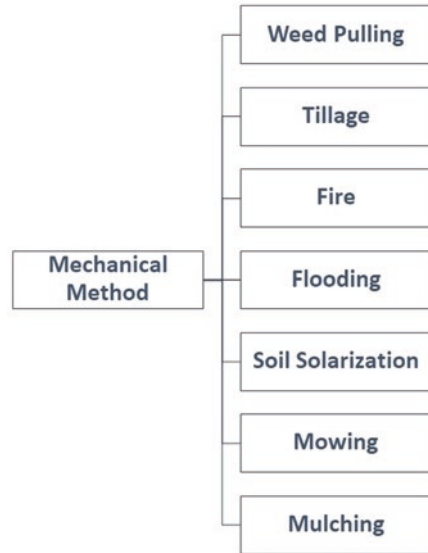 Weed Pulling
Tillage
Fire
Mechanical
Method
Flooding
Soil Solarization
Mowing
Mulching